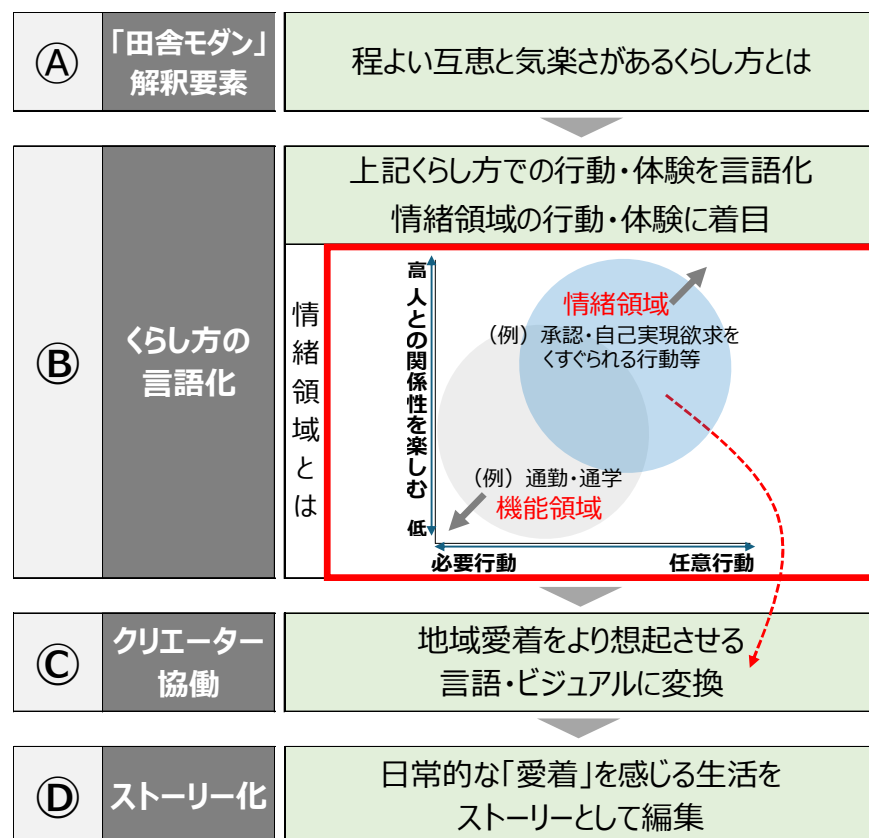 Ⓐ
「田舎モダン」
解釈要素
程よい互恵と気楽さがあるくらし方とは
Ⓑ
くらし方の
言語化
上記くらし方での行動・体験を言語化
情緒領域の行動・体験に着目
情緒領域とは
高 人との関係性を楽しむ 低
情緒領域
（例）承認・自己実現欲求を
くすぐられる行動等
（例）通勤・通学
機能領域
必要行動
任意行動
Ⓒ
クリエーター
協働
地域愛着をより想起させる
言語・ビジュアルに変換
Ⓓ
ストーリー化
日常的な「愛着」を感じる生活を
ストーリーとして編集